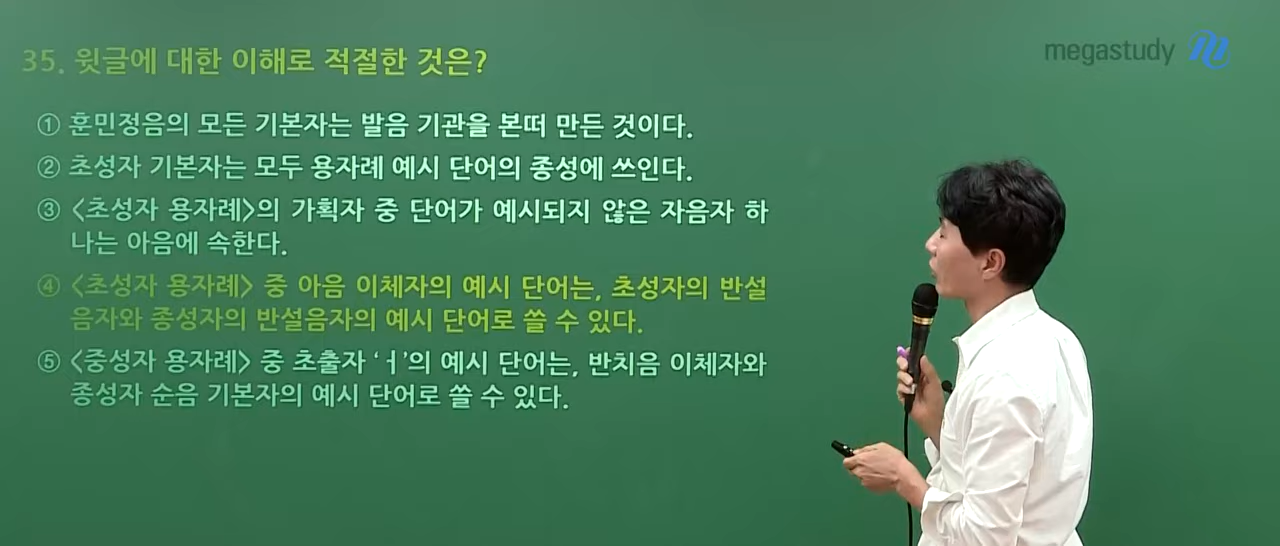 35. 윗글에 대한 이해로 적절한 것은?
megastudy
① 훈민정음의 모든 기본자는 발음 기관을 본떠 만든 것이다.
② 초성자 기본자는 모두 용자례 예시 단어의 종성에 쓰인다.
③ <초성자 용자례>의 가획자 중 단어가 예시되지 않은 자음자 하
나는 아음에 속한다.
④ <초성자 용자례> 중 아음 이체자의 예시 단어는, 초성자의 반설
음자와 종성자의 반설음자의 예시 단어로 쓸 수 있다.
⑤ <중성자 용자례> 중 초출자 ‘ㅓ’의 예시 단어는, 반치음 이체자와
종성자 순음 기본자의 예시 단어로 쓸 수 있다.